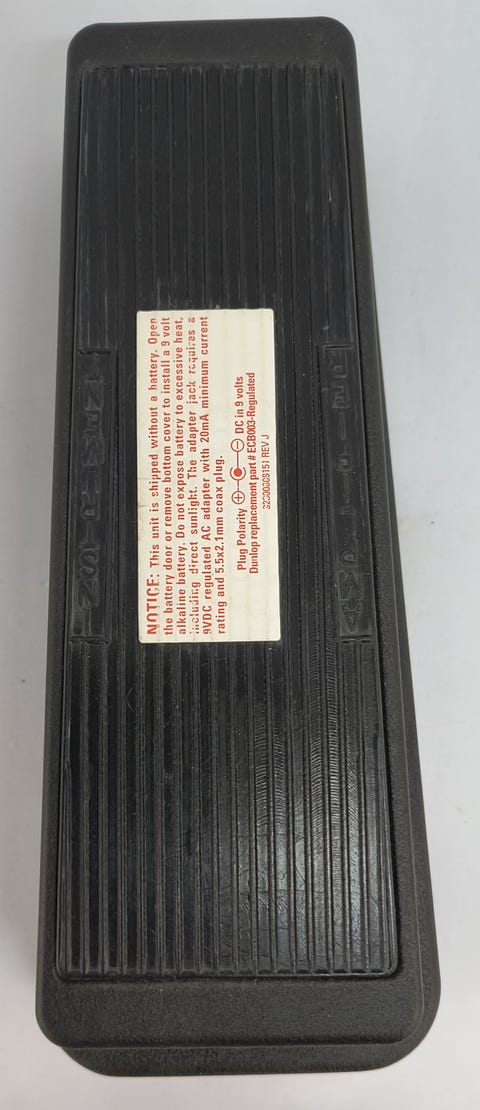 NOTICE: This unit is shipped without a battery. Open
the battery door or remove bottom cover to install a 9 volt
alkaline battery. Do not expose battery to excessive heat,
including direct sunlight. The adapter jack requires a
9VDC regulated AC adapter with 20mA minimum current
rating and 5.5x2.1mm coax plug.
Plug Polarity DC in 9 volts
Dunlop replacement part # ECB003-Regulated
REV J